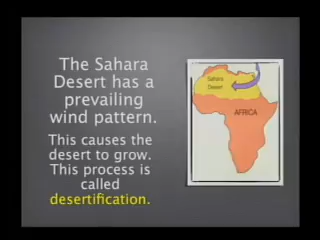 The Sahara
Desert has a
prevailing
wind pattern.
This causes the
desert to grow.
This process is
called
desertification.
Sahara
Desert
AFRICA